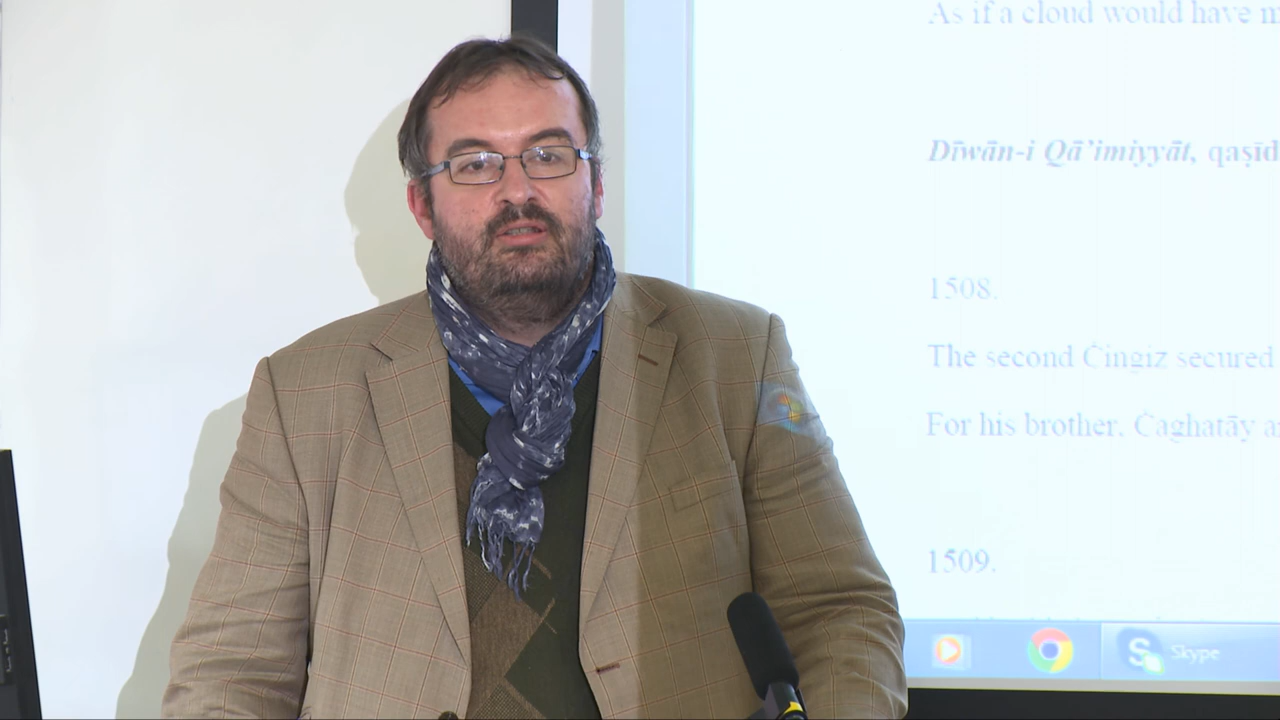 As if a cloud would have m
Dīwān-i Qā'imiyyāt, qaṣīd
1508.
The second Čingiz secured
For his brother. Čaghatāy a
1509.
Skype